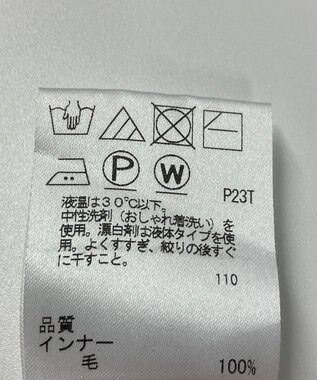 P
W
P23T
液温は30℃以下。
中性洗剤（おしゃれ着洗い）を
使用。漂白剤は液体タイプを使
用。よくすすぎ、絞りの後すぐ
に干すこと。
110
品質
インナー
毛 100%